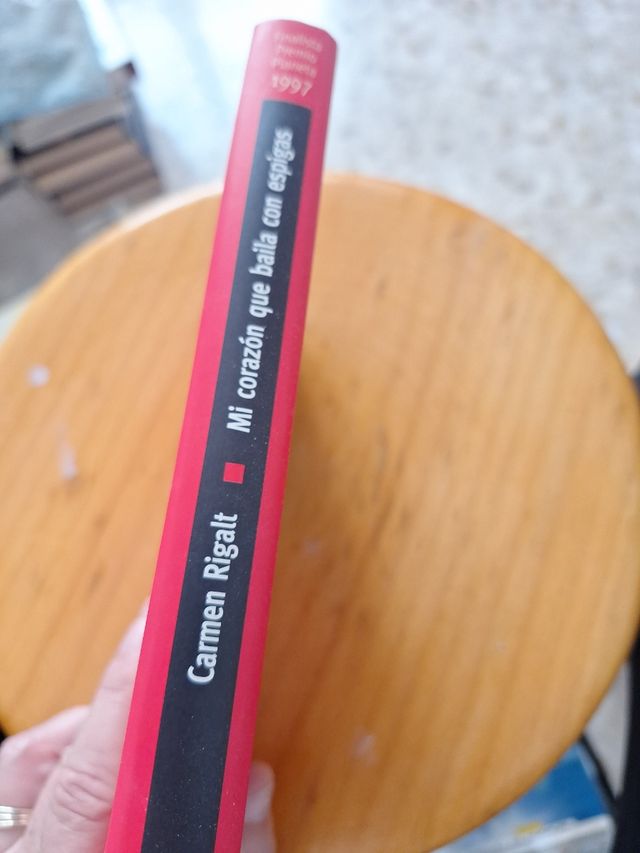 Finalista
Premio
Planeta
1997
Carmen Rigalt Mi corazón que baila con espigas